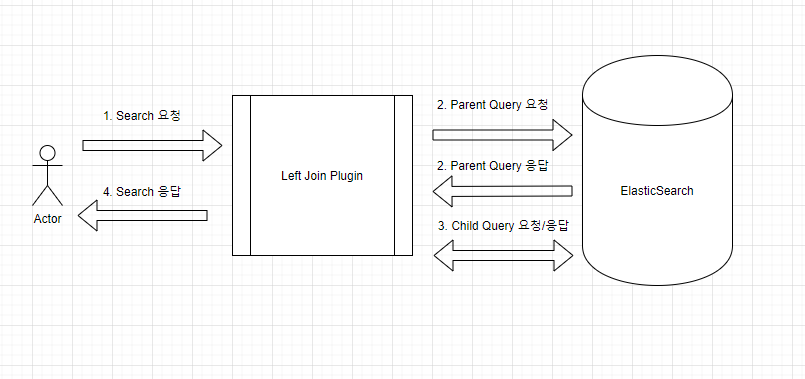 1. Search 요청
2. Parent Query 요청
Left Join Plugin
2. Parent Query 응답
ElasticSearch
4. Search 응답
Actor
3. Child Query 요청/응답